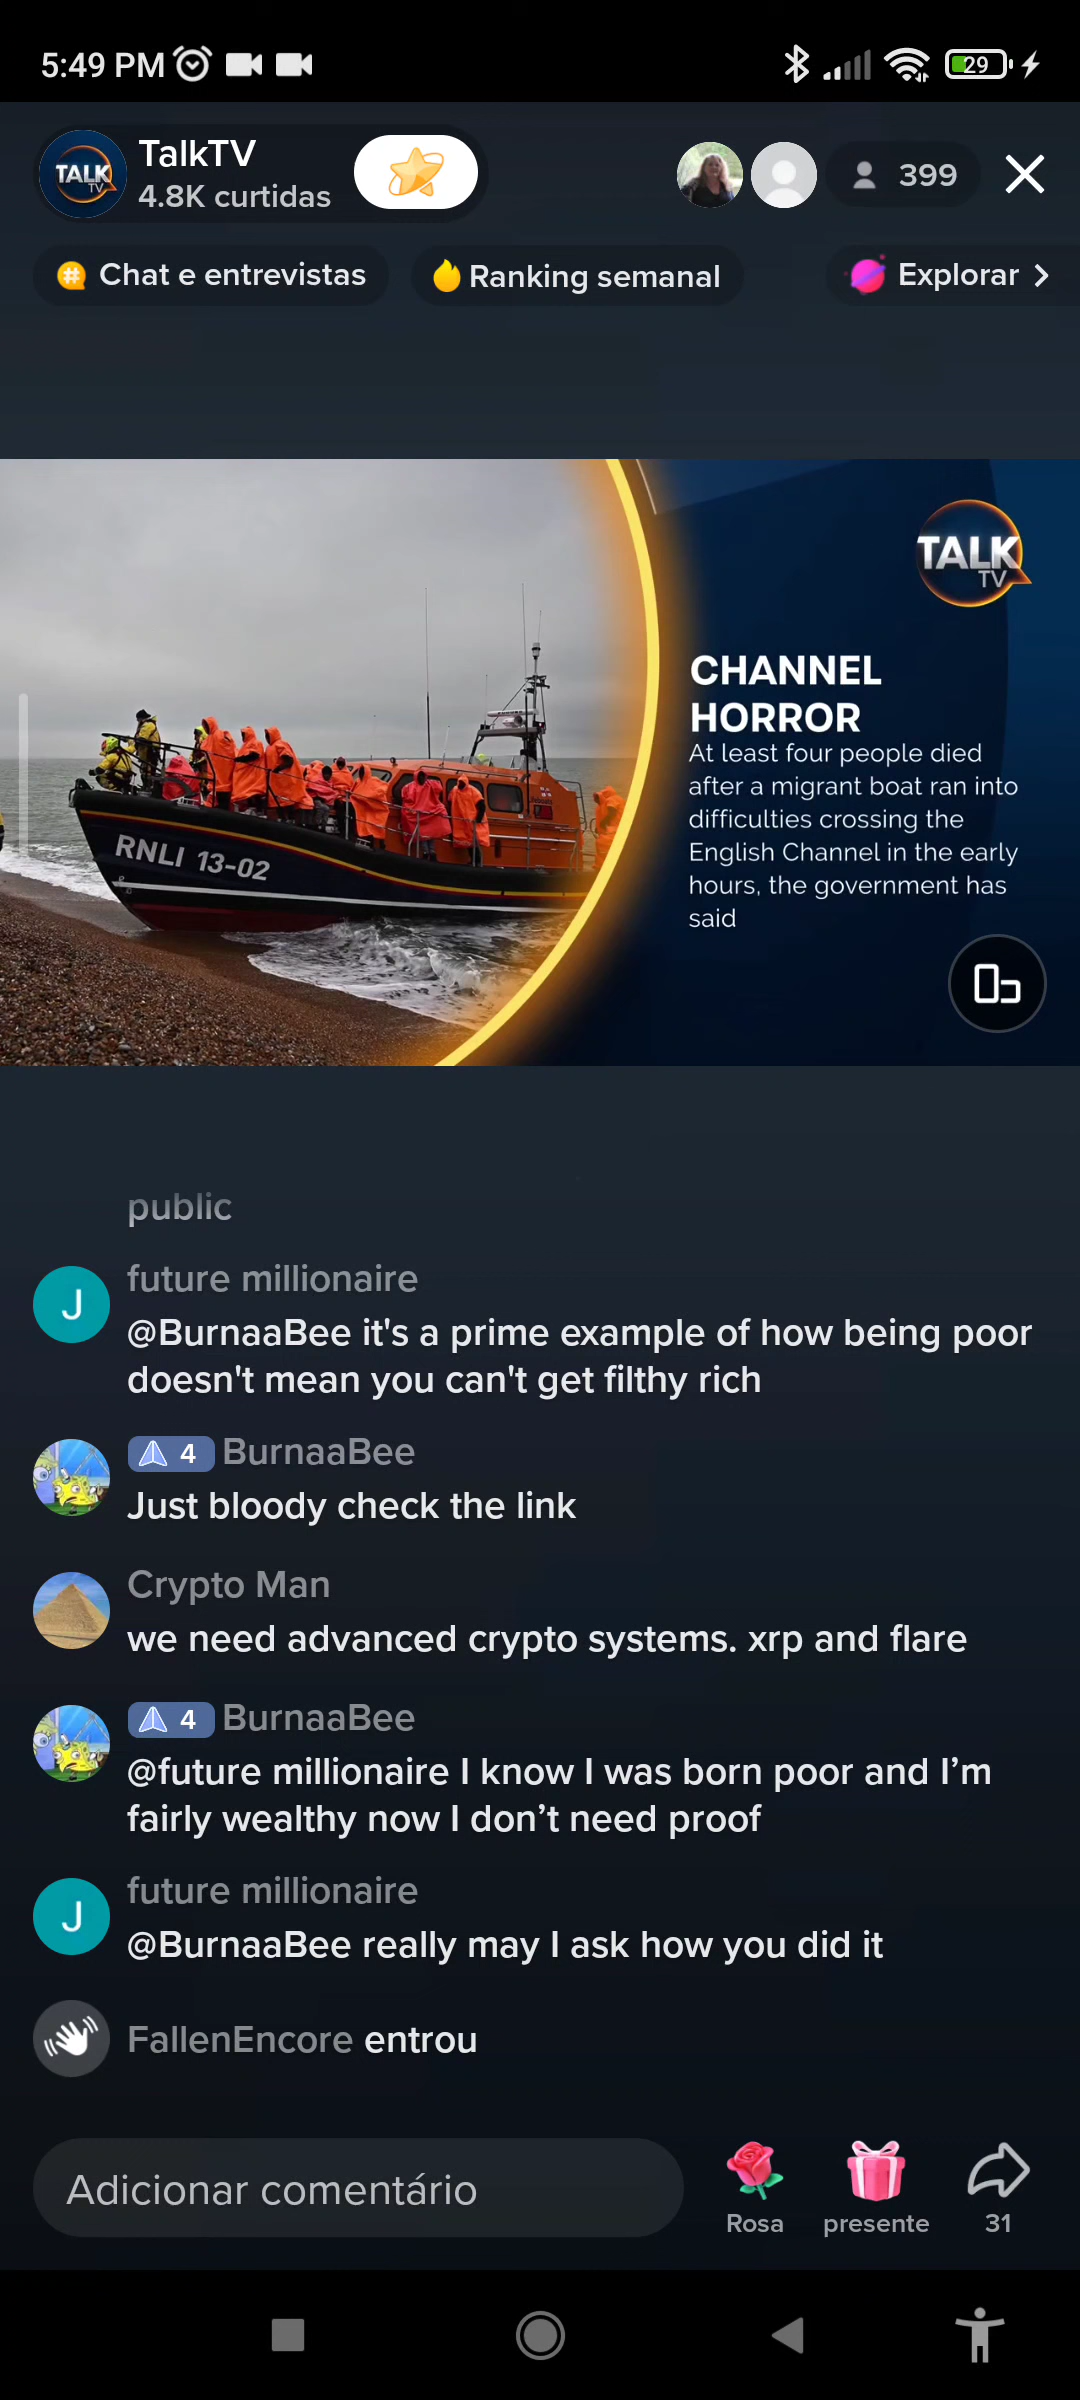 5:49 PM
29
TALK
TV
TalkTV
4.8K curtidas
399
Chat e entrevistas
Ranking semanal
Explorar
TALK
TV
CHANNEL
HORROR
At least four people died
after a migrant boat ran into
difficulties crossing the
English Channel in the early
hours, the government has
said
RNLI 13-02
public
J
future millionaire
@BurnaaBee it's a prime example of how being poor
doesn't mean you can't get filthy rich
4 BurnaaBee
Just bloody check the link
Crypto Man
we need advanced crypto systems. xrp and flare
4 BurnaaBee
@future millionaire I know I was born poor and I’m
fairly wealthy now I don’t need proof
J
future millionaire
@BurnaaBee really may I ask how you did it
FallenEncore entrou
Adicionar comentário
Rosa
presente
31